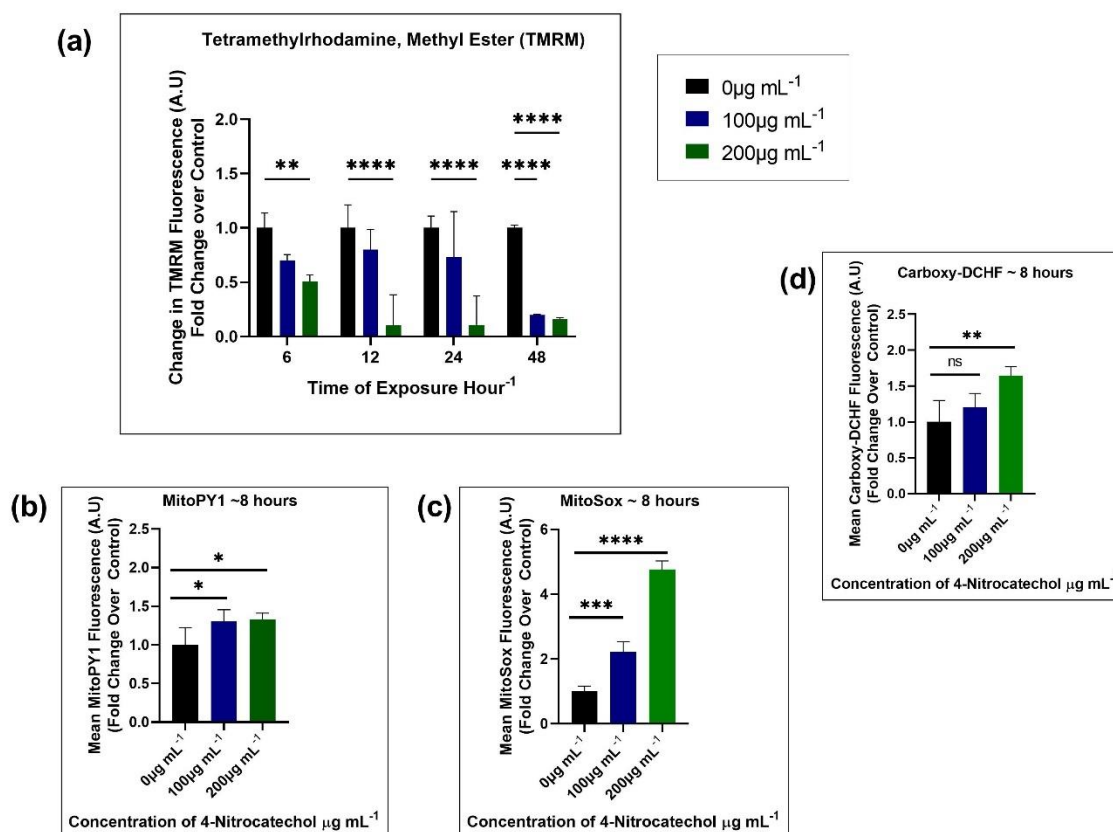 (a)
Tetramethylrhodamine, Methyl Ester (TMRM)
Change in TMRM Fluorescence (A.U)
Fold Change over Control
2.0
1.5
1.0
0.5
0.0
**
****
****
****
****
6 12 24 48
Time of Exposure Hour-1
0µg mL-1
100µg mL-1
200µg mL-1
(b)
MitoPY1 ~8 hours
Mean MitoPY1 Fluorescence (A.U)
(Fold Change Over Control)
2.5
2.0
1.5
1.0
0.5
0.0
*
*
0µg mL-1
100µg mL-1
200µg mL-1
Concentration of 4-Nitrocatechol µg mL-1
(c)
MitoSox ~ 8 hours
Mean MitoSox Fluorescence (A.U)
(Fold Change Over Control)
6
4
2
0
****
***
0µg mL-1
100µg mL-1
200µg mL-1
Concentration of 4-Nitrocatechol µg mL-1
(d)
Carboxy-DCHF ~ 8 hours
Mean Carboxy-DCHF Fluorescence (A.U)
(Fold Change Over Control)
2.5
2.0
1.5
1.0
0.5
0.0
**
ns
0µg mL-1
100µg mL-1
200µg mL-1
Concentration of 4-Nitrocatechol µg mL-1